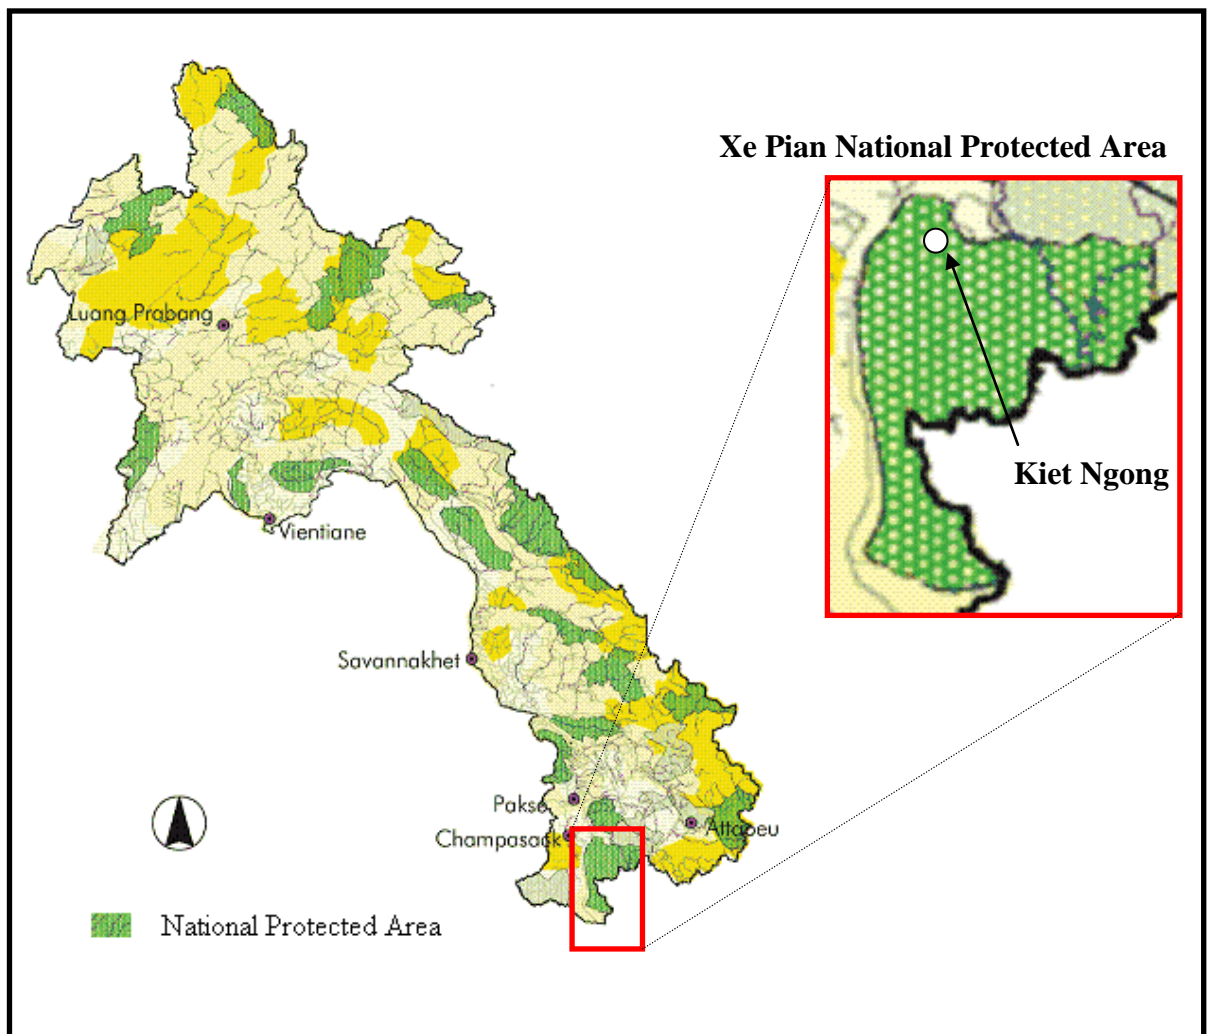 Xe Pian National Protected Area
Kiet Ngong
Luang Prabang
Vientiane
Savannakhet
Pakse
Champasack
Attapeu
National Protected Area